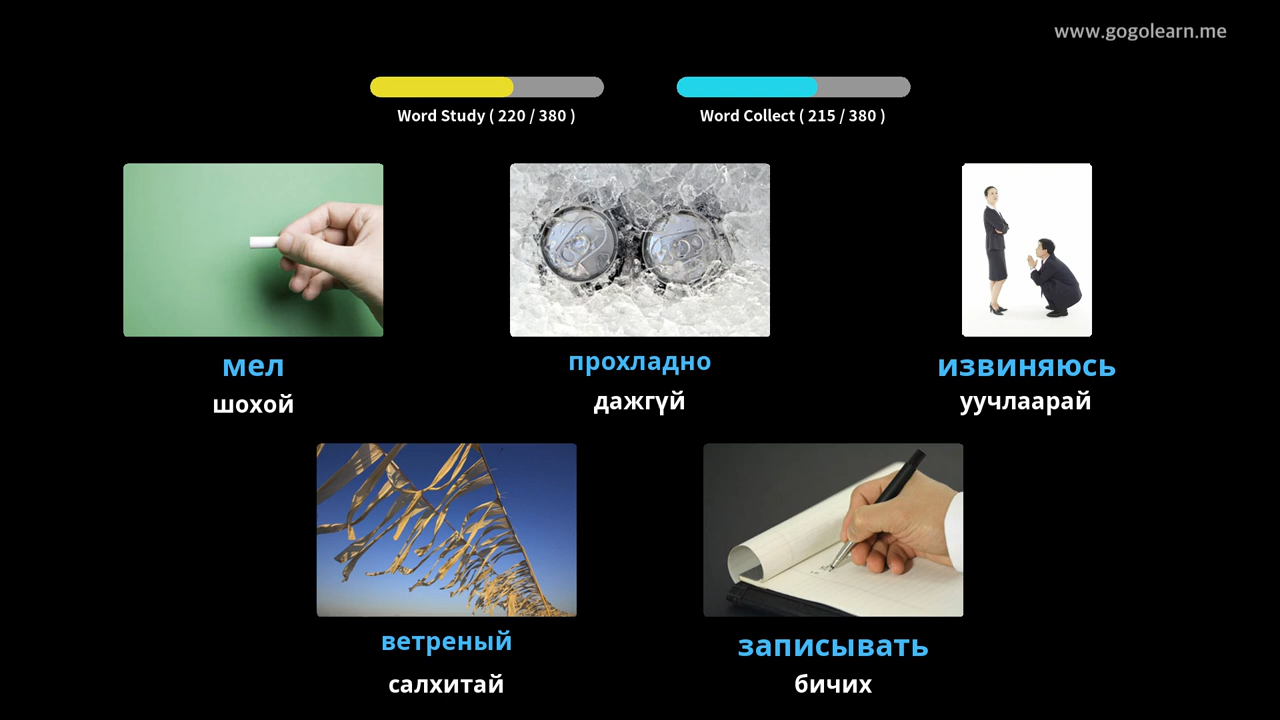 www.gogolearn.me
Word Study ( 220 / 380 )
Word Collect ( 215 / 380 )
мел
шохой
прохладно
дажгүй
извиняюсь
уучлаарай
ветреный
салхитай
записывать
бичих